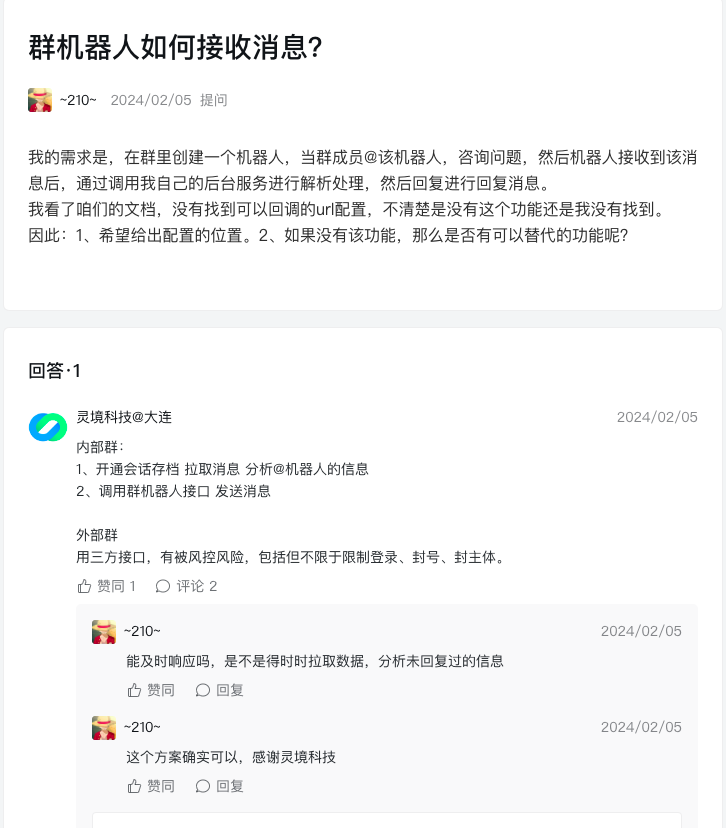 群机器人如何接收消息?
~210~ 2024/02/05 提问
我的需求是，在群里创建一个机器人，当群成员@该机器人，咨询问题，然后机器人接收到该消
息后，通过调用我自己的后台服务进行解析处理，然后回复进行回复消息。
我看了咱们的文档，没有找到可以回调的url配置，不清楚是没有这个功能还是我没有找到。
因此：1、希望给出配置的位置。2、如果没有该功能，那么是否有可以替代的功能呢?
回答·1
灵境科技@大连 2024/02/05
内部群：
1、开通会话存档 拉取消息 分析@机器人的信息
2、调用群机器人接口 发送消息
外部群
用三方接口，有被风控风险，包括但不限于限制登录、封号、封主体。
赞同 1 评论 2
~210~ 2024/02/05
能及时响应吗，是不是得时时拉取数据，分析未回复过的信息
赞同 回复
~210~ 2024/02/05
这个方案确实可以，感谢灵境科技
赞同 回复